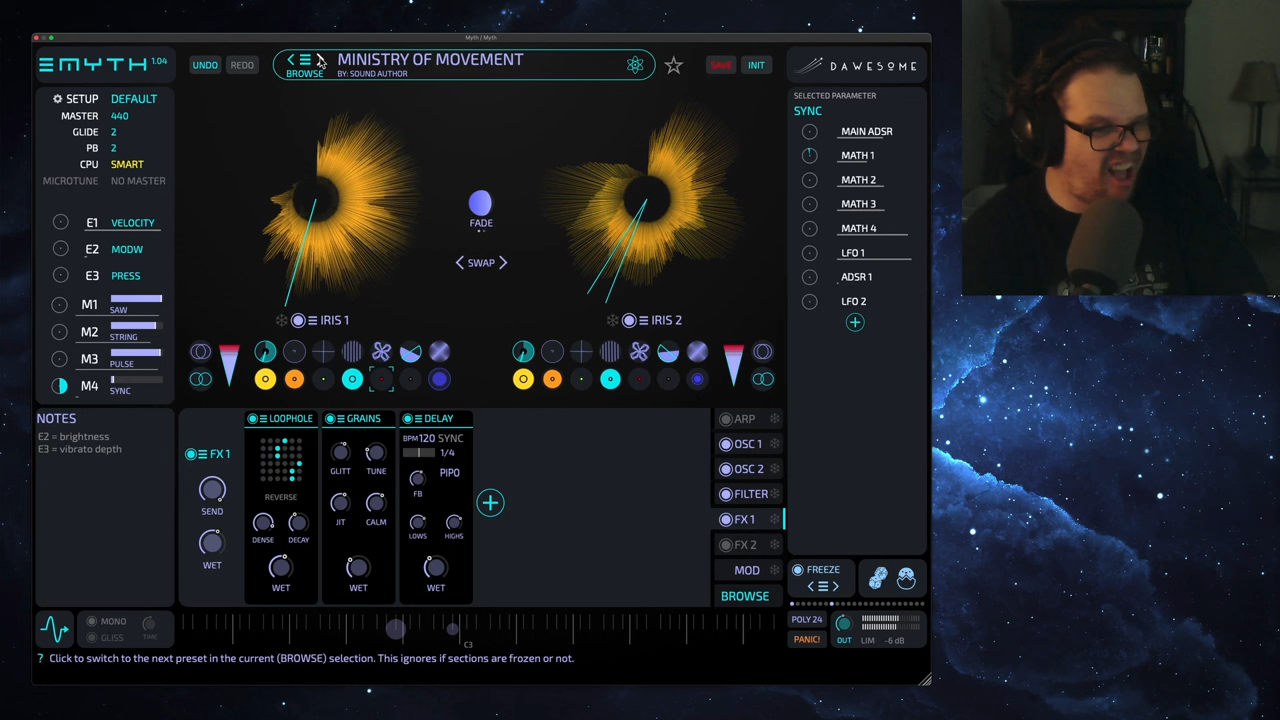 Myth / Myth
MYTH 1.04
UNDO REDO
BROWSE
MINISTRY OF MOVEMENT
BY: SOUND AUTHOR
SAVE INIT
DAWESOME
SETUP DEFAULT
MASTER 440
GLIDE 2
PB 2
CPU SMART
MICROTUNE NO MASTER
E1 VELOCITY
E2 MODW
E3 PRESS
M1 SAW
M2 STRING
M3 PULSE
M4 SYNC
FADE
SWAP
IRIS 1
IRIS 2
SELECTED PARAMETER
SYNC
MAIN ADSR
MATH 1
MATH 2
MATH 3
MATH 4
LFO 1
ADSR 1
LFO 2
NOTES
E2 = brightness
E3 = vibrato depth
FX 1
SEND
WET
LOOPHOLE
REVERSE
DENSE DECAY
WET
GRAINS
GLITT TUNE
JIT CALM
WET
DELAY
BPM 120 SYNC
1/4
PIPO
FB
LOWS HIGHS
WET
ARP
OSC 1
OSC 2
FILTER
FX 1
FX 2
MOD
BROWSE
FREEZE
MONO
GLISS
TIME
C3
POLY 24
PANIC!
OUT LIM -6 dB
? Click to switch to the next preset in the current (BROWSE) selection. This ignores if sections are frozen or not.